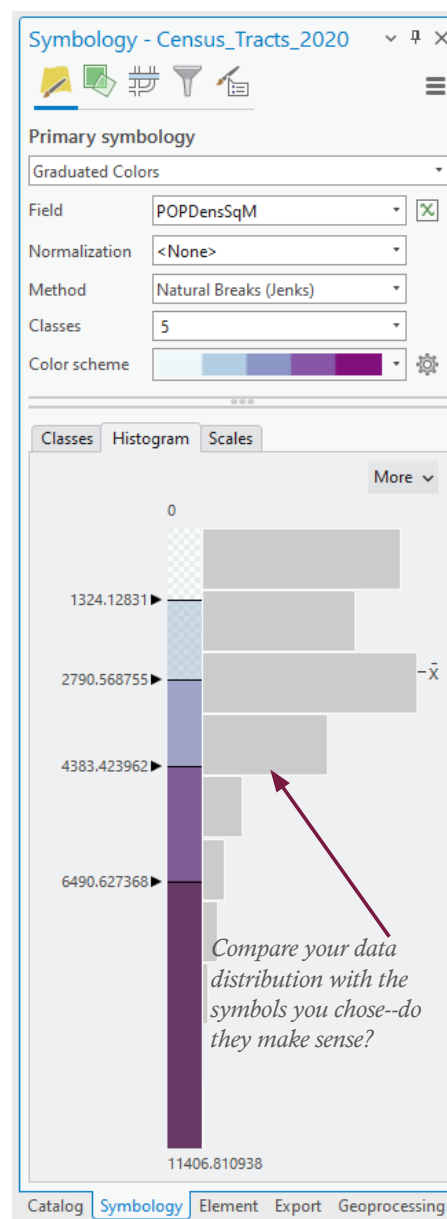 Symbology - Census_Tracts_2020
Primary symbology
Graduated Colors
Field POPDensSqM
Normalization <None>
Method Natural Breaks (Jenks)
Classes 5
Color scheme
Classes Histogram Scales
More
0
1324.12831
2790.568755
x̄
4383.423962
6490.627368
Compare your data
distribution with the
symbols you chose--do
they make sense?
11406.810938
Catalog Symbology Element Export Geoprocessing